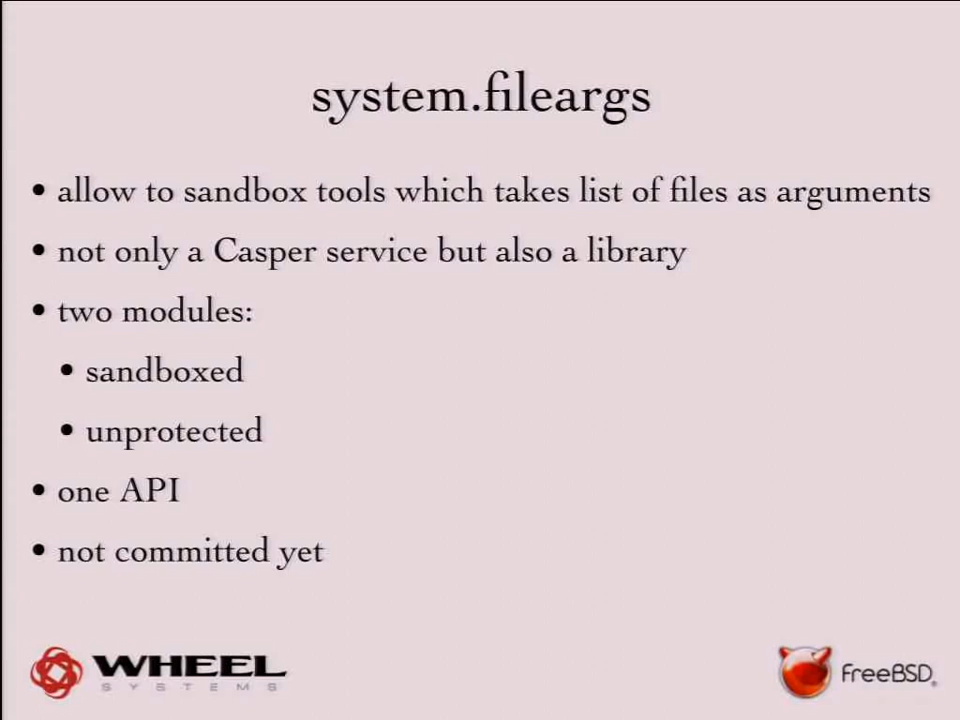 system.fileargs
• allow to sandbox tools which takes list of files as arguments
• not only a Casper service but also a library
• two modules:
• sandboxed
• unprotected
• one API
• not committed yet
WHEEL
SYSTEMS
FreeBSD